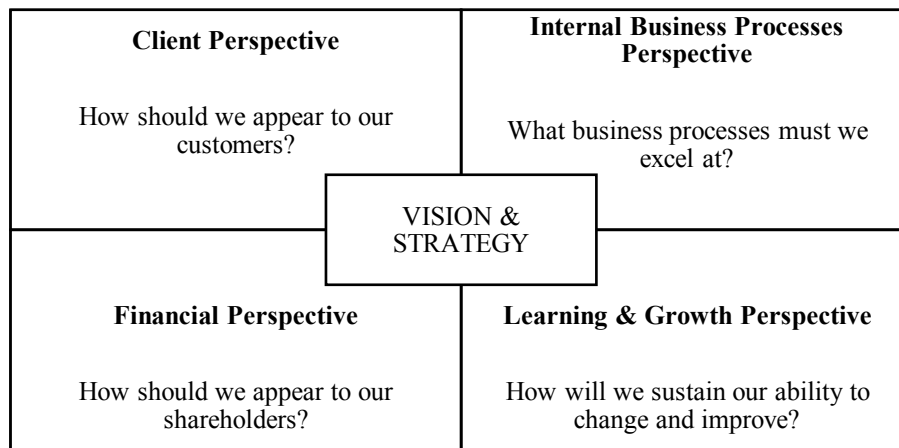 Client Perspective
How should we appear to our
customers?
Internal Business Processes
Perspective
What business processes must we
excel at?
VISION &
STRATEGY
Financial Perspective
How should we appear to our
shareholders?
Learning & Growth Perspective
How will we sustain our ability to
change and improve?